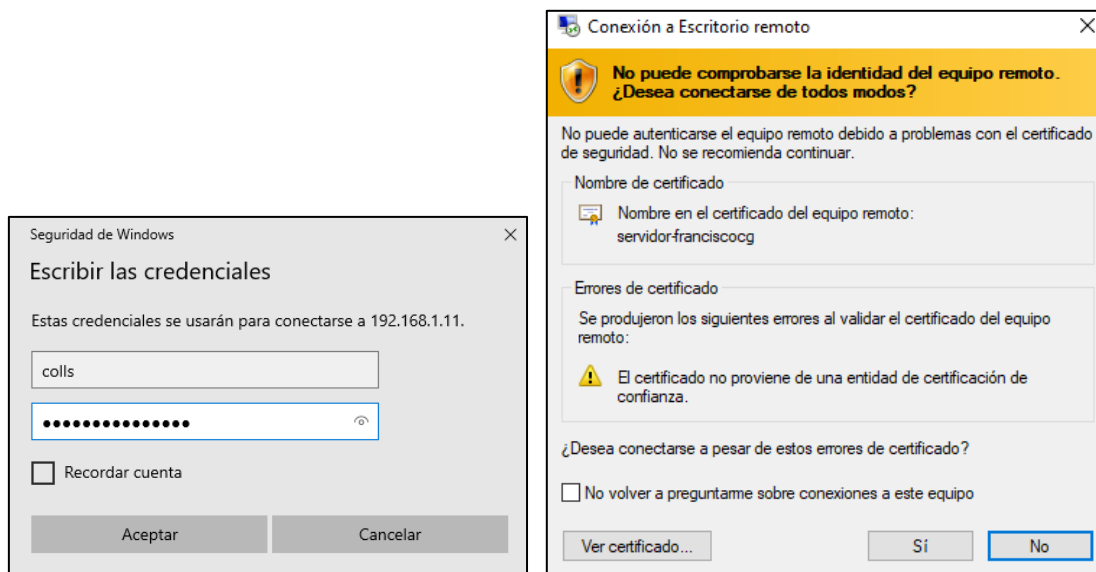 Seguridad de Windows
Escribir las credenciales
Estas credenciales se usarán para conectarse a 192.168.1.11.
colls
•••••••••••••••
Recordar cuenta
Aceptar
Cancelar
Conexión a Escritorio remoto
No puede comprobarse la identidad del equipo remoto.
¿Desea conectarse de todos modos?
No puede autenticarse el equipo remoto debido a problemas con el certificado
de seguridad. No se recomienda continuar.
Nombre de certificado
Nombre en el certificado del equipo remoto:
servidor-franciscocg
Errores de certificado
Se produjeron los siguientes errores al validar el certificado del equipo
remoto:
El certificado no proviene de una entidad de certificación de
confianza.
¿Desea conectarse a pesar de estos errores de certificado?
No volver a preguntarme sobre conexiones a este equipo
Ver certificado...
Sí
No